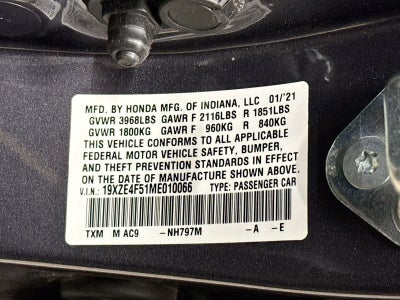 MFD. BY HONDA MFG. OF INDIANA, LLC 01/'21
GVWR 3968LBS GAWR F 2116LBS R 1851LBS
GVWR 1800KG GAWR F 960KG R 840KG
THIS VEHICLE CONFORMS TO ALL APPLICABLE
FEDERAL MOTOR VEHICLE SAFETY, BUMPER,
AND THEFT PREVENTION STANDARDS IN EFFECT
ON THE DATE OF MANUFACTURE SHOWN ABOVE.
V.I.N.: 19XZE4F51ME010066 TYPE: PASSENGER CAR
TXM M AC9 -NH797M -A -E